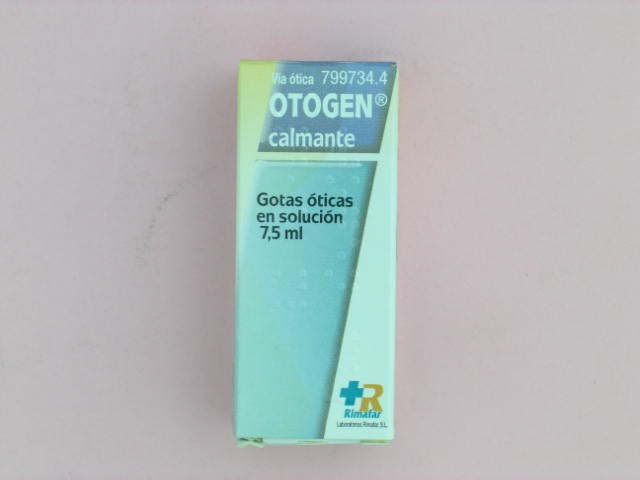 Vía ótica 799734.4
OTOGEN®
calmante
Gotas óticas
en solución
7,5 ml
R
Rimafar
Laboratorios Rimafar, S.L.